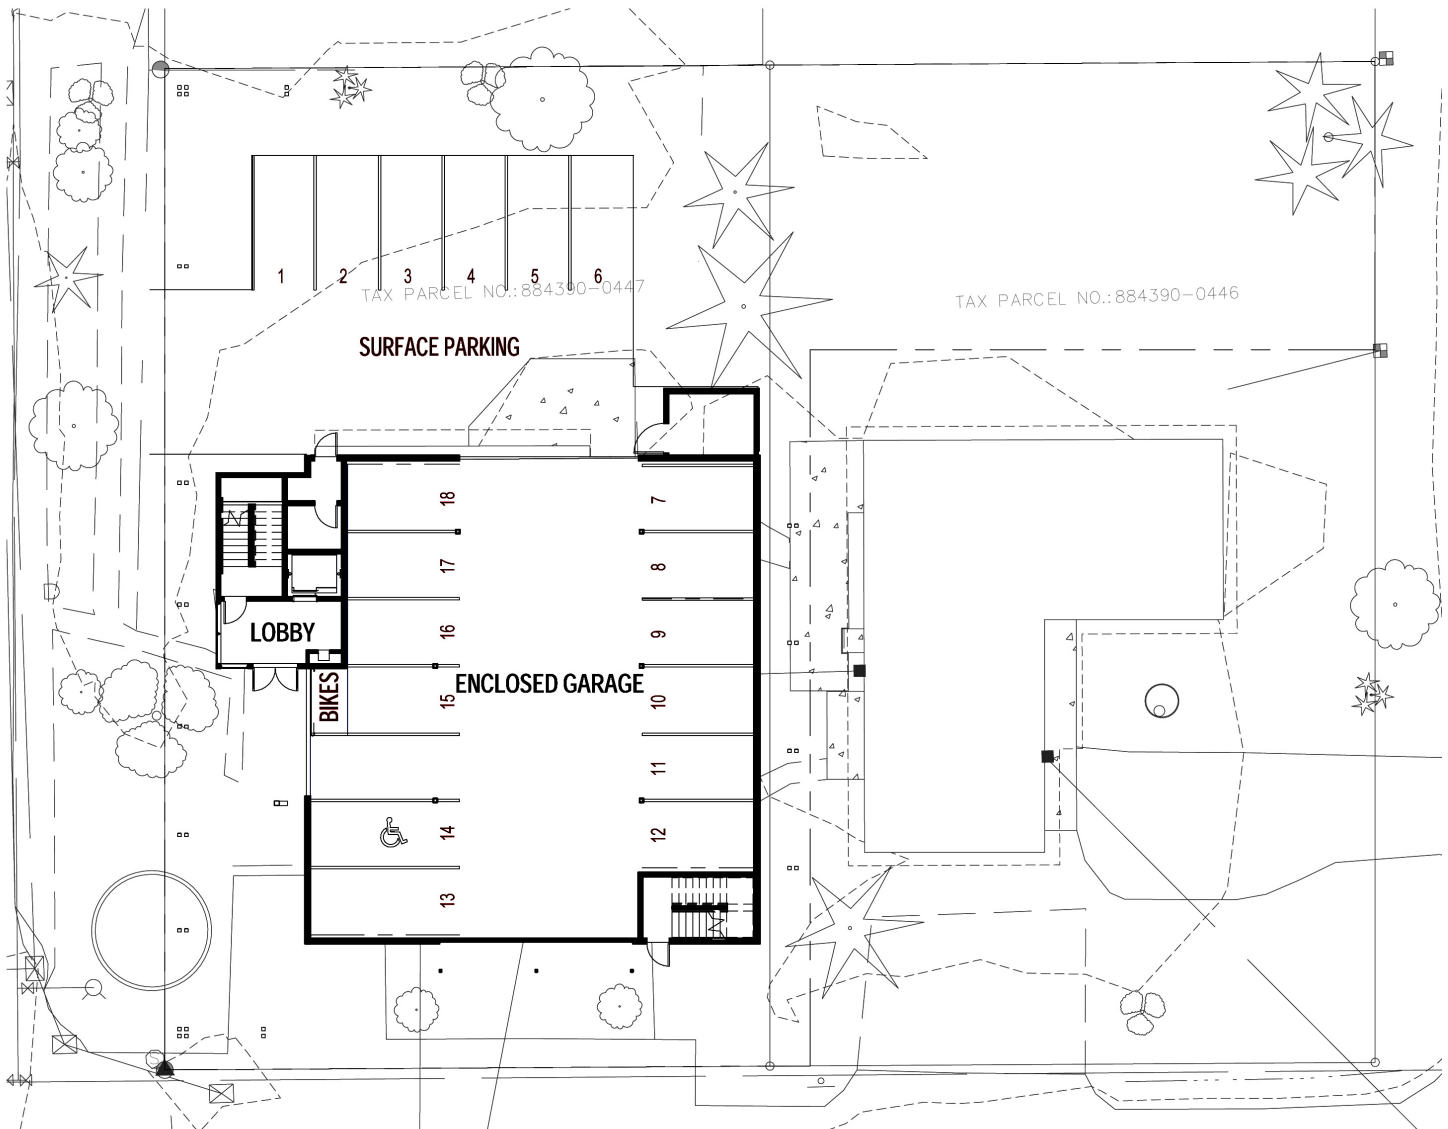 1 2 3 4 5 6
TAX PARCEL NO.:884390-0447
TAX PARCEL NO.:884390-0446
SURFACE PARKING
18
7
17
8
LOBBY
16
9
ENCLOSED GARAGE
BIKES
15
10
11
14
12
13
S